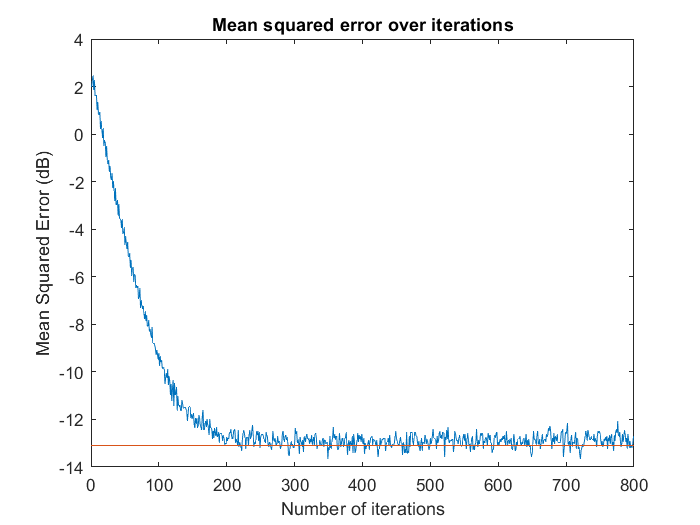 Mean squared error over iterations
4
2
0
-2
-4
-6
-8
-10
-12
-14
Mean Squared Error (dB)
0 100 200 300 400 500 600 700 800
Number of iterations